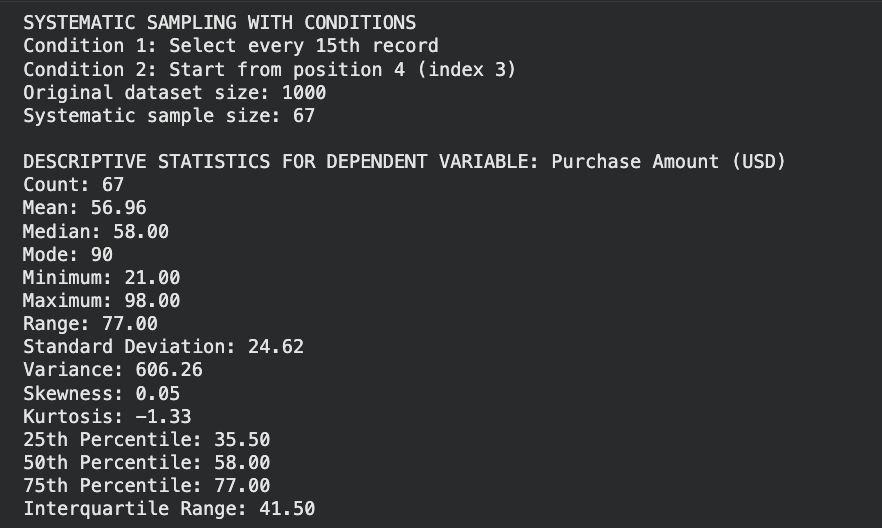 SYSTEMATIC SAMPLING WITH CONDITIONS
Condition 1: Select every 15th record
Condition 2: Start from position 4 (index 3)
Original dataset size: 1000
Systematic sample size: 67
DESCRIPTIVE STATISTICS FOR DEPENDENT VARIABLE: Purchase Amount (USD)
Count: 67
Mean: 56.96
Median: 58.00
Mode: 90
Minimum: 21.00
Maximum: 98.00
Range: 77.00
Standard Deviation: 24.62
Variance: 606.26
Skewness: 0.05
Kurtosis: -1.33
25th Percentile: 35.50
50th Percentile: 58.00
75th Percentile: 77.00
Interquartile Range: 41.50